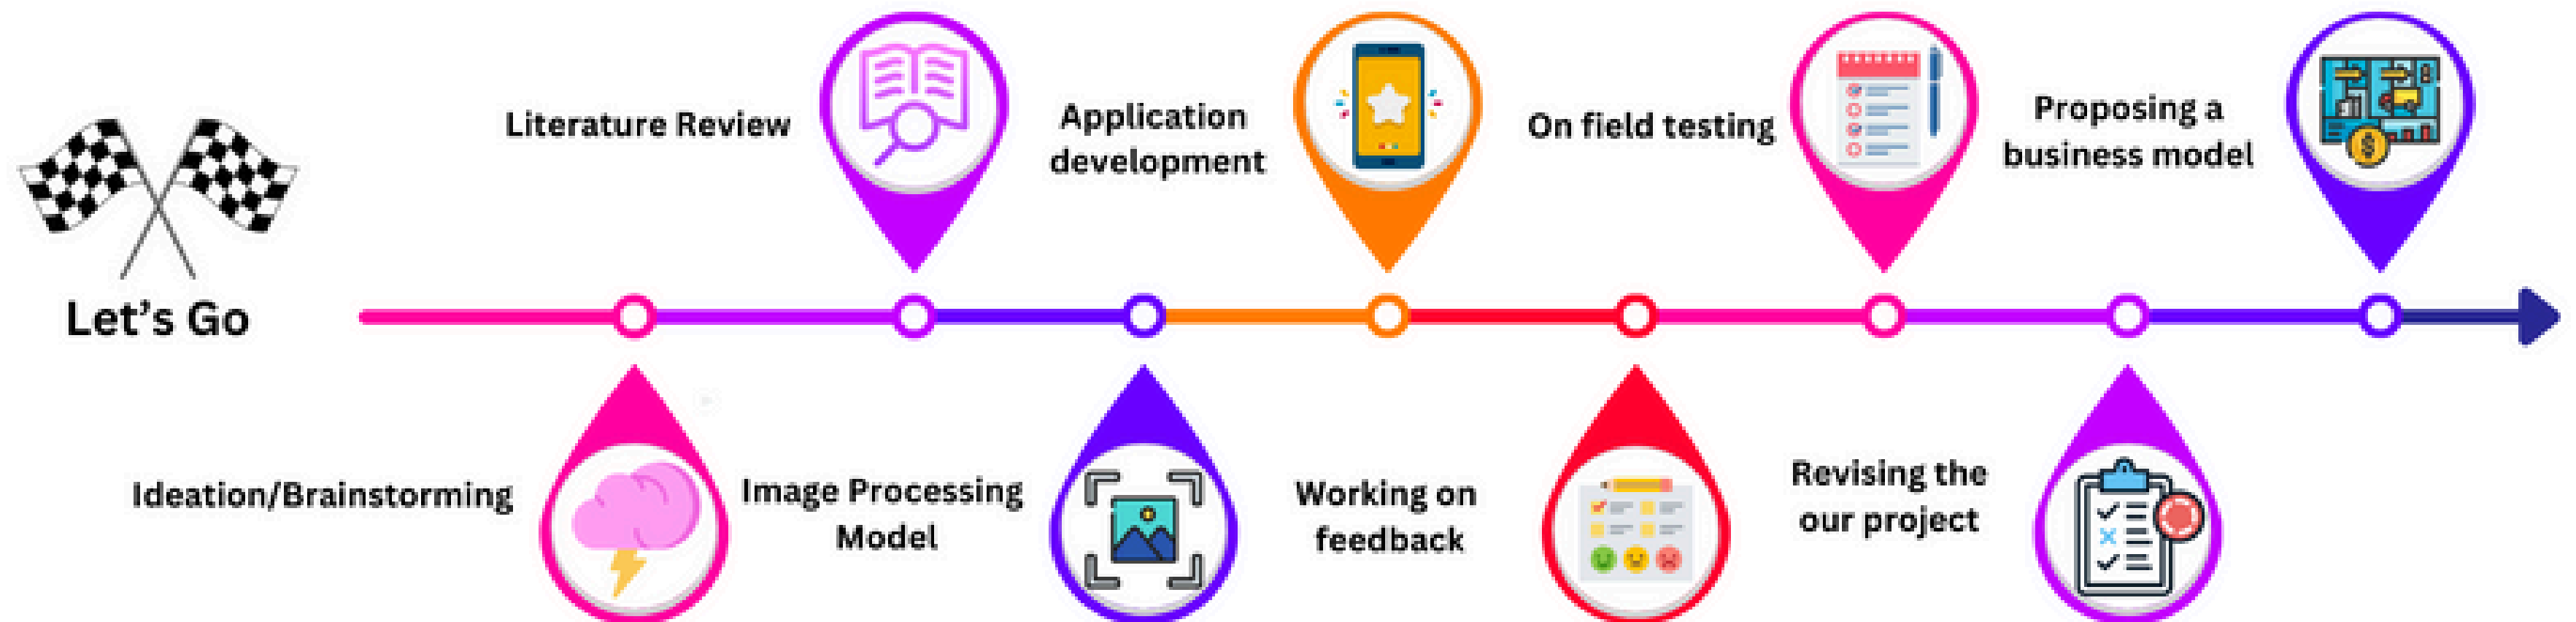 Let's Go
Ideation/Brainstorming
Literature Review
Image Processing
Model
Application
development
Working on
feedback
On field testing
Revising the
our project
Proposing a
business model